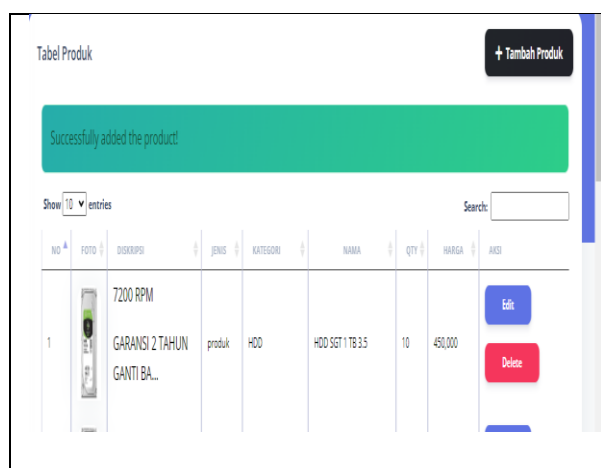 Tabel Produk
+ Tambah Produk
Successfully added the product!
Show 10 entries
Search:
NO FOTO DISKRIPSI JENIS KATEGORI NAMA QTY HARGA AKSI
7200 RPM
Edit
1 GARANSI 2 TAHUN produk HDD HDD SGT 1 TB 3.5 10 450,000
GANTI BA...
Delete